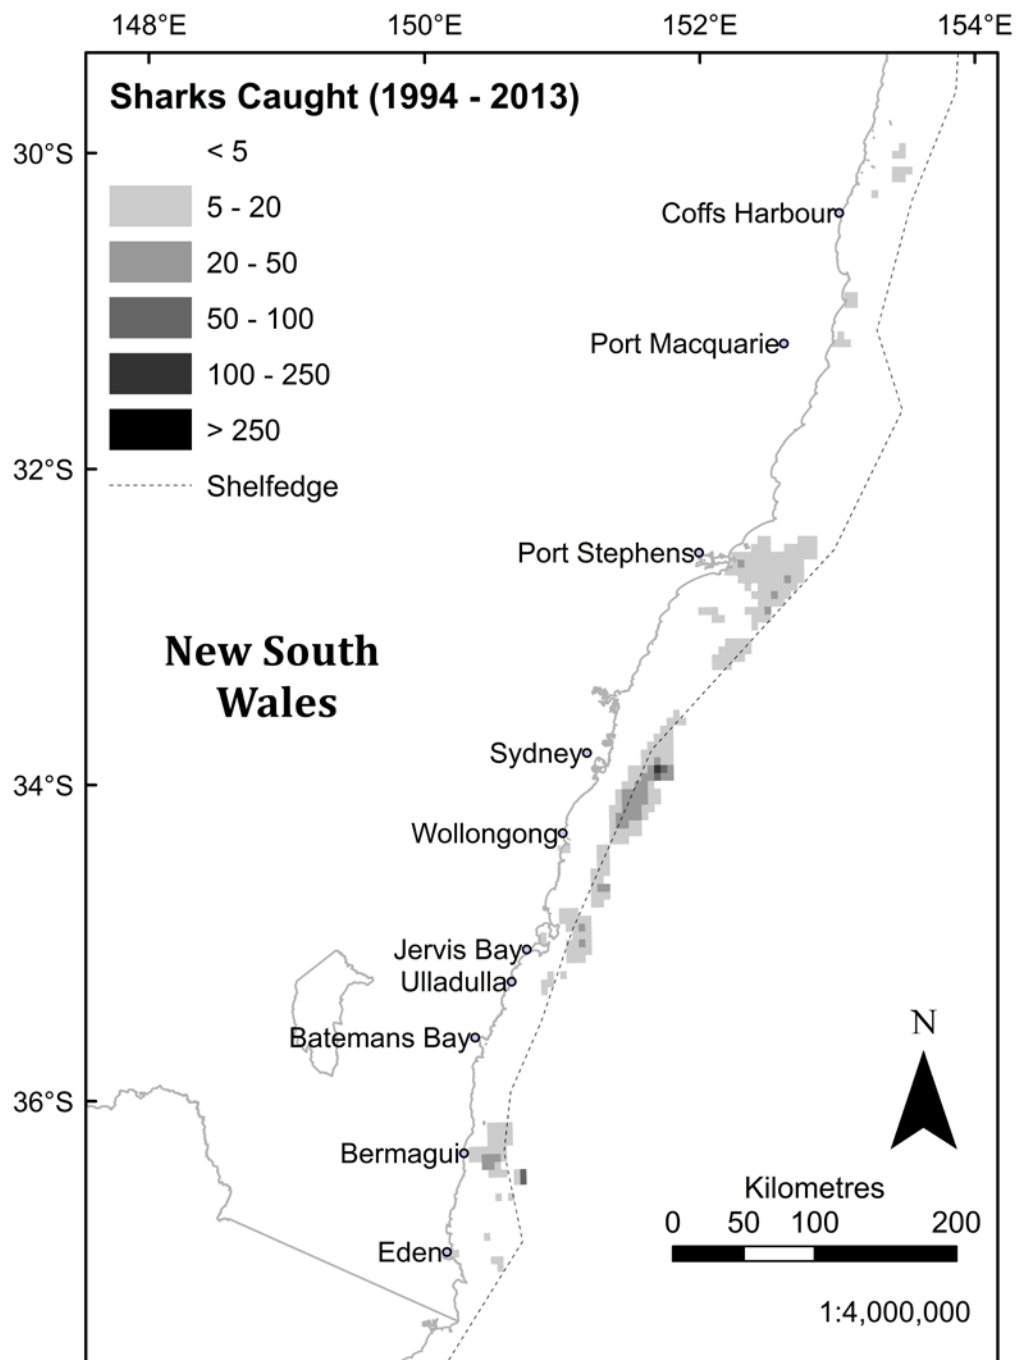 148°E 150°E 152°E 154°E
Sharks Caught (1994 - 2013)
< 5
30°S
5 - 20
Coffs Harbour
20 - 50
50 - 100
Port Macquarie
100 - 250
> 250
32°S
Shelfedge
Port Stephens
New South
Wales
Sydney
34°S
Wollongong
Jervis Bay
Ulladulla
N
Batemans Bay
36°S
Bermagui
Kilometres
0 50 100 200
Eden
1:4,000,000